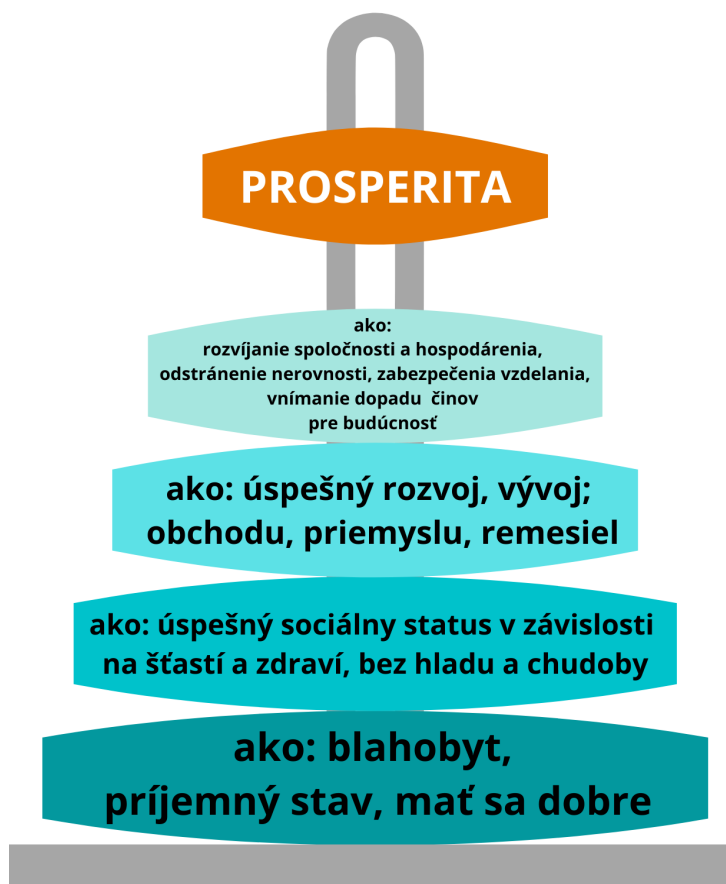 PROSPERITA
ako:
rozvíjanie spoločnosti a hospodárenia,
odstránenie nerovnosti, zabezpečenia vzdelania,
vnímanie dopadu činov
pre budúcnosť
ako: úspešný rozvoj, vývoj;
obchodu, priemyslu, remesiel
ako: úspešný sociálny status v závislosti
na šťastí a zdraví, bez hladu a chudoby
ako: blahobyt,
príjemný stav, mať sa dobre